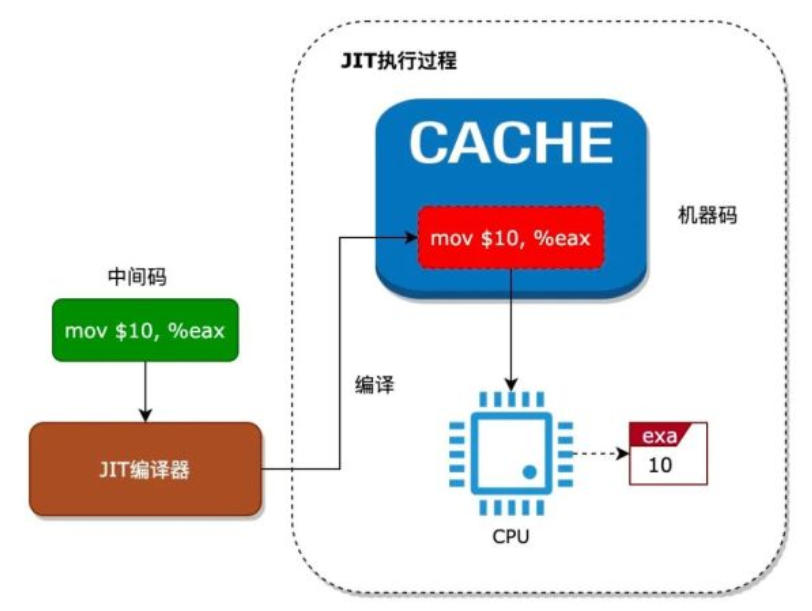 JIT执行过程
CACHE
mov $10, %eax
机器码
中间码
mov $10, %eax
编译
JIT编译器
exa
10
CPU